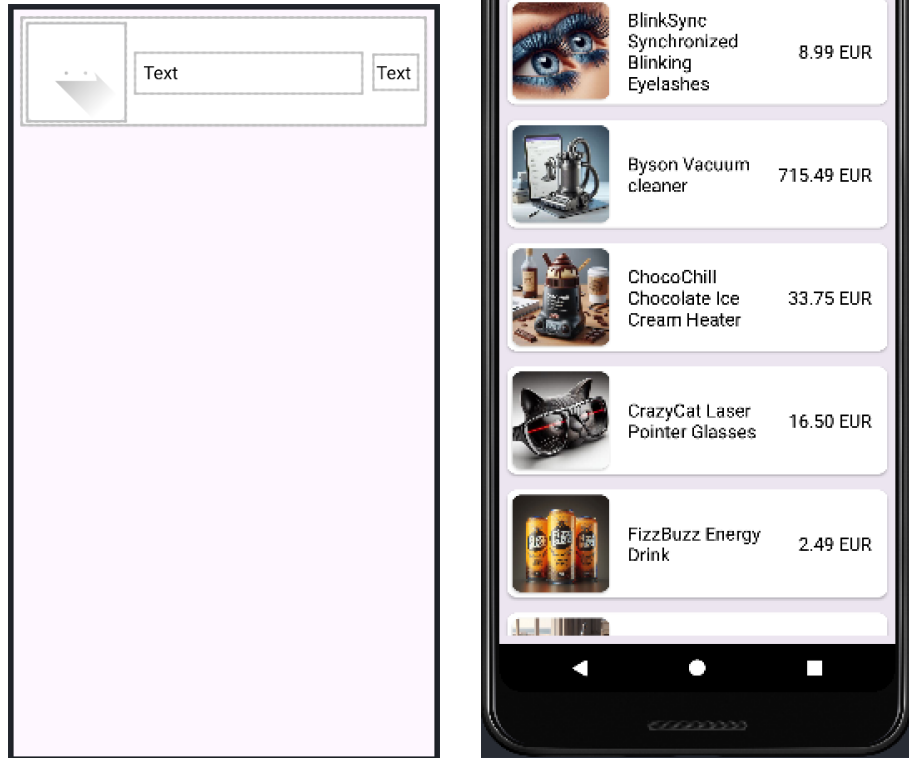 Text
Text
BlinkSync
Synchronized
Blinking
Eyelashes
8.99 EUR
Byson Vacuum
cleaner
715.49 EUR
ChocoChill
Chocolate Ice
Cream Heater
33.75 EUR
CrazyCat Laser
Pointer Glasses
16.50 EUR
FizzBuzz Energy
Drink
2.49 EUR